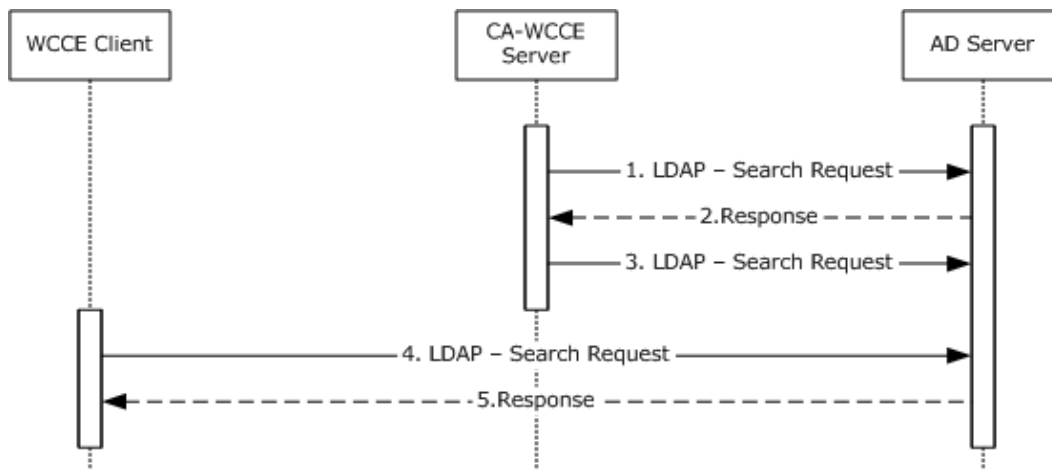 WCCE Client
CA-WCCE
Server
AD Server
1. LDAP – Search Request
2.Response
3. LDAP – Search Request
4. LDAP – Search Request
5.Response